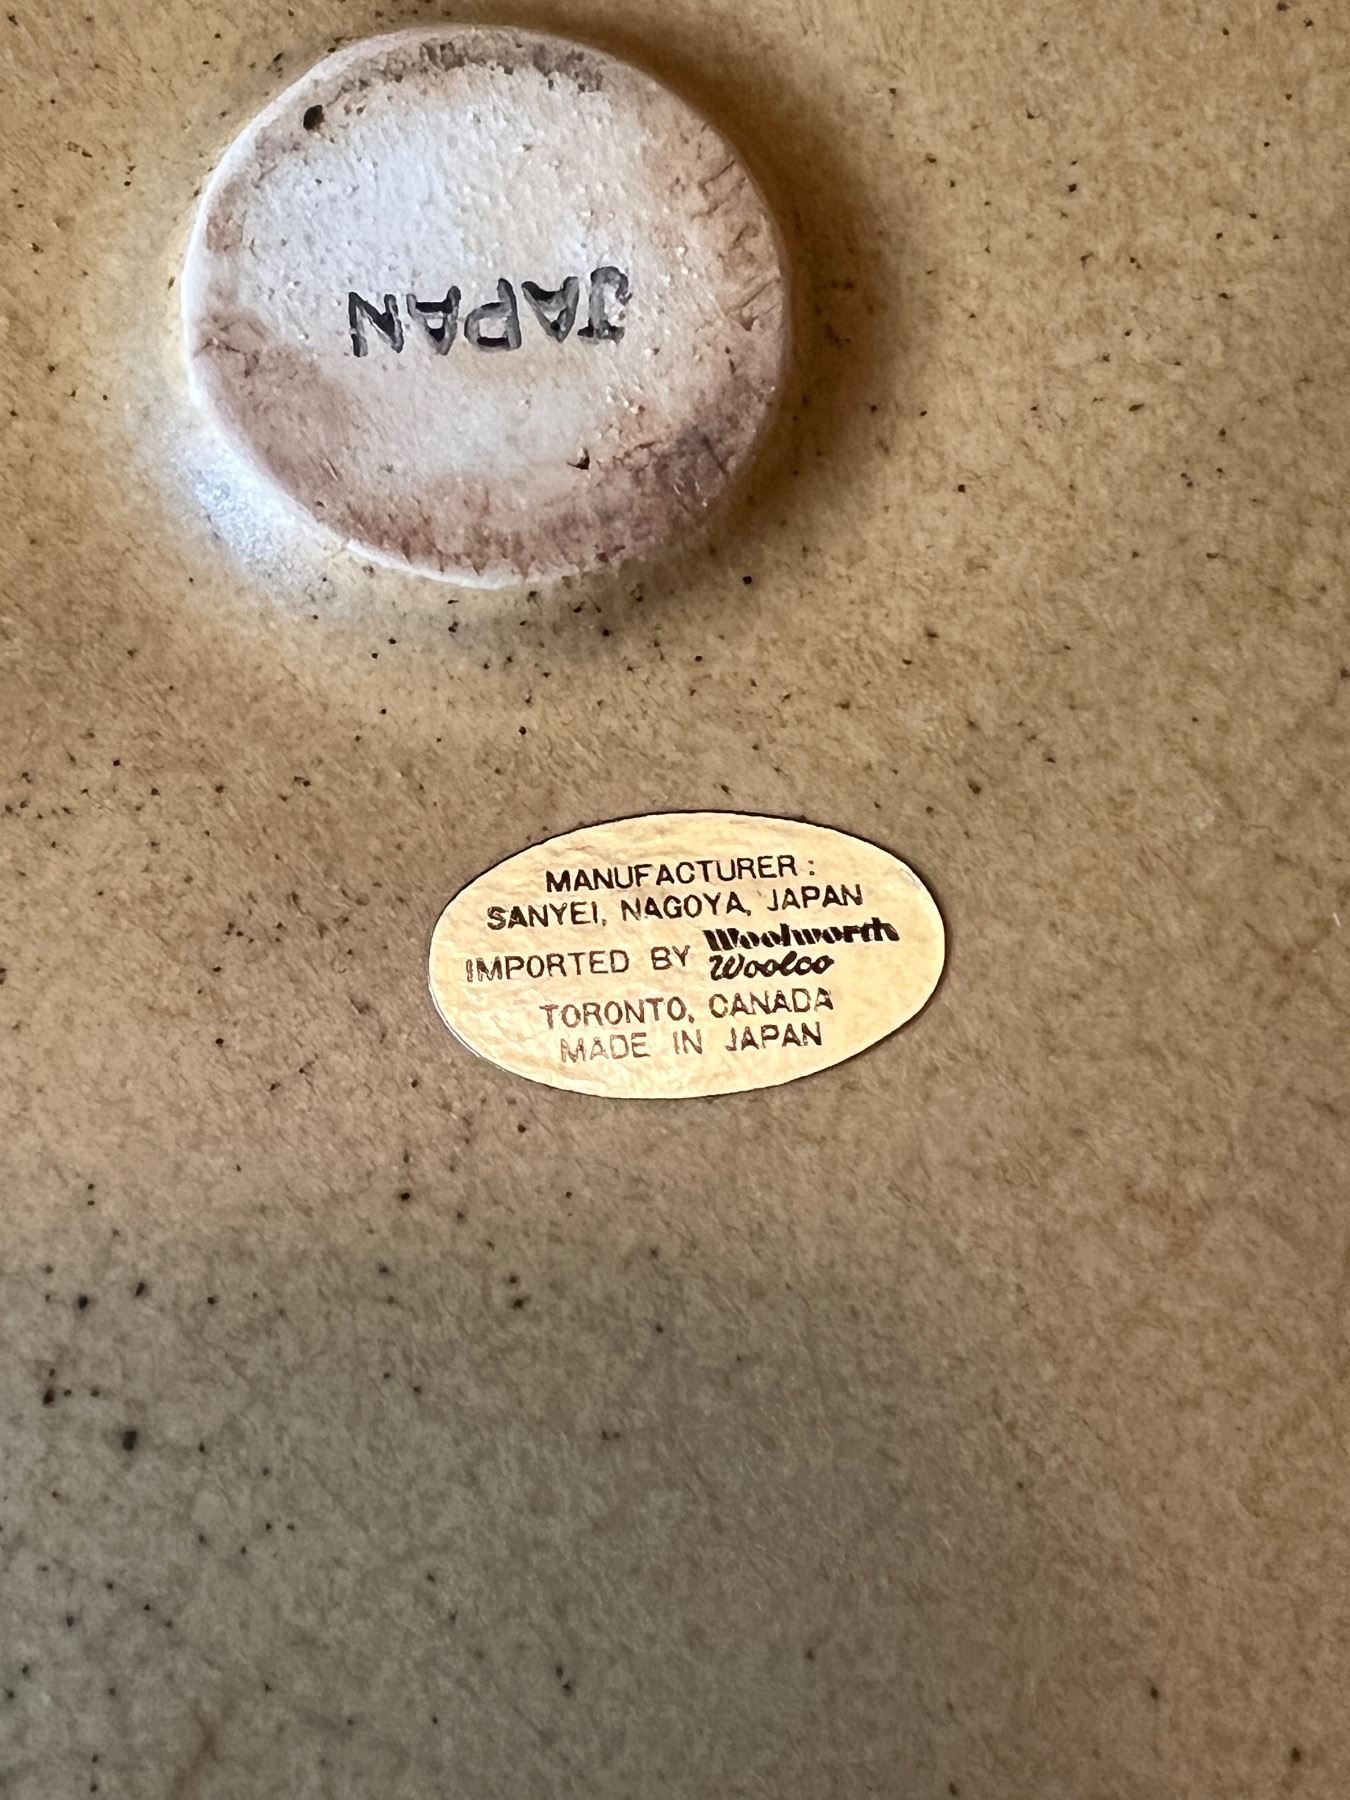 JAPAN
MANUFACTURER:
SANYEI, NAGOYA, JAPAN
IMPORTED BY Woolworth
Woolco
TORONTO, CANADA
MADE IN JAPAN